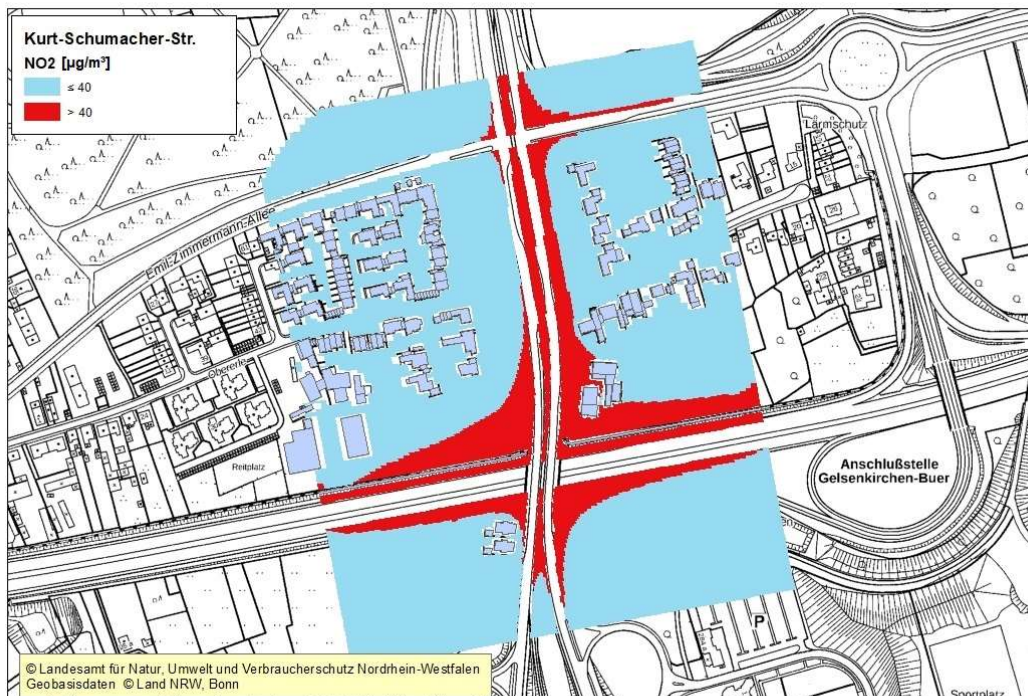 Kurt-Schumacher-Str.
NO2 [µg/m³]
≤ 40
> 40
Lärmschutz
Emil-Zimmermann-Allee
Obererle
Reitplatz
Anschlußstelle
Gelsenkirchen-Buer
P
© Landesamt für Natur, Umwelt und Verbraucherschutz Nordrhein-Westfalen
Geobasisdaten © Land NRW, Bonn
Sportplatz